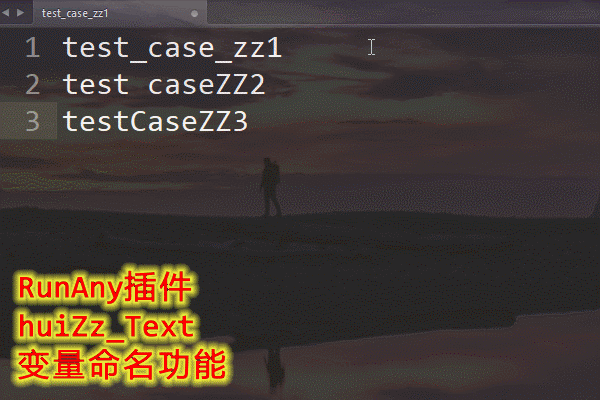 test_case_zz1
1 test_case_zz1
2 test caseZZ2
3 testCaseZZ3
RunAny插件
huiZz_Text
变量命名功能